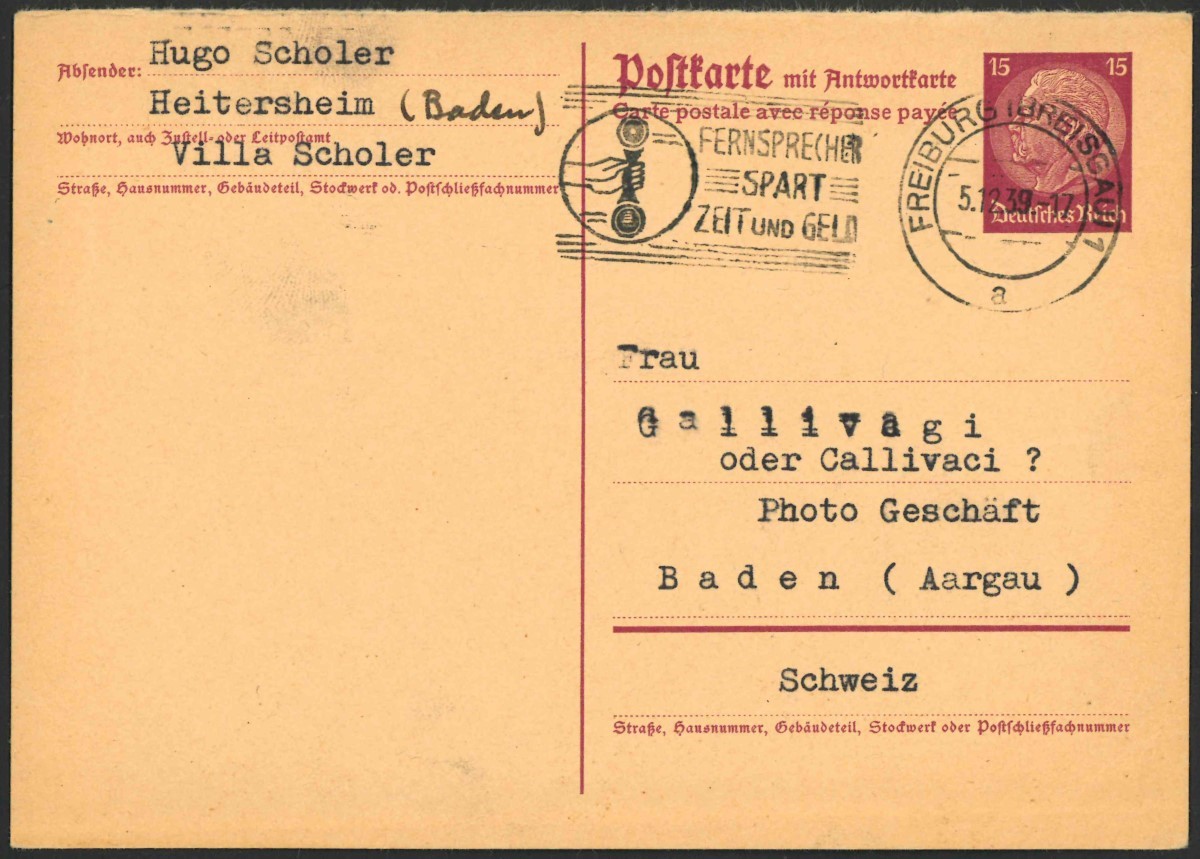 Absender: Hugo Scholer
Heitersheim (Baden)
Wohnort, auch Zustell- oder Leitpostamt
Villa Scholer
Straße, Hausnummer, Gebäudeteil, Stockwerk od. Postschließfachnummer
Postkarte mit Antwortkarte
Carte postale avec réponse payée
FERNSPRECHER
SPART
ZEIT UND GELD
FREIBURG (BREISGAU) 1
5.12.39.-17
a
15 15
Deutsches Reich
Frau
Gallivagi
oder Callivaci ?
Photo Geschäft
Baden ( Aargau )
Schweiz
Straße, Hausnummer, Gebäudeteil, Stockwerk oder Postschließfachnummer